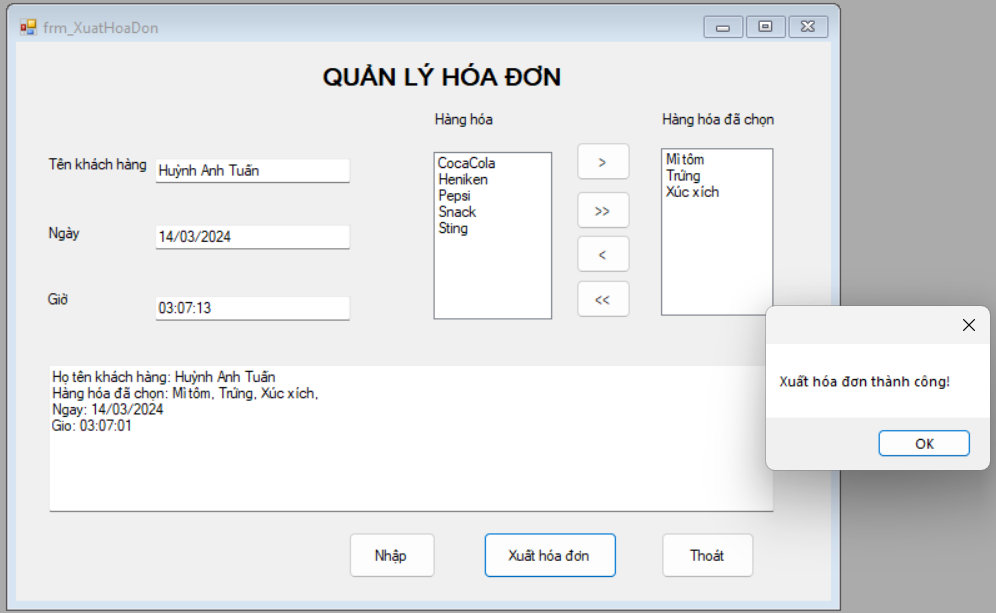 frm_XuatHoaDon
QUẢN LÝ HÓA ĐƠN
Hàng hóa
Hàng hóa đã chọn
Tên khách hàng
Huỳnh Anh Tuấn
Ngày
14/03/2024
Giờ
03:07:13
CocaCola
Heniken
Pepsi
Snack
Sting
>
>>
<
<<
Mì tôm
Trứng
Xúc xích
Họ tên khách hàng: Huỳnh Anh Tuấn
Hàng hóa đã chọn: Mì tôm, Trứng, Xúc xích,
Ngay: 14/03/2024
Gio: 03:07:01
Xuất hóa đơn thành công!
OK
Nhập
Xuất hóa đơn
Thoát